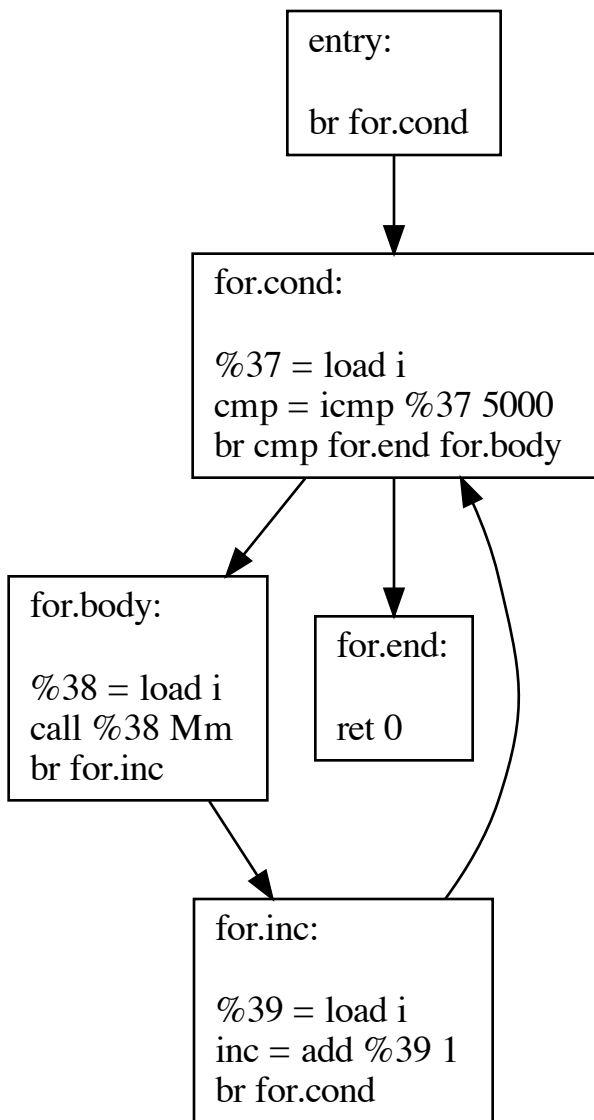 entry:
br for.cond
for.cond:
%37 = load i
cmp = icmp %37 5000
br cmp for.end for.body
for.body:
%38 = load i
call %38 Mm
br for.inc
for.end:
ret 0
for.inc:
%39 = load i
inc = add %39 1
br for.cond